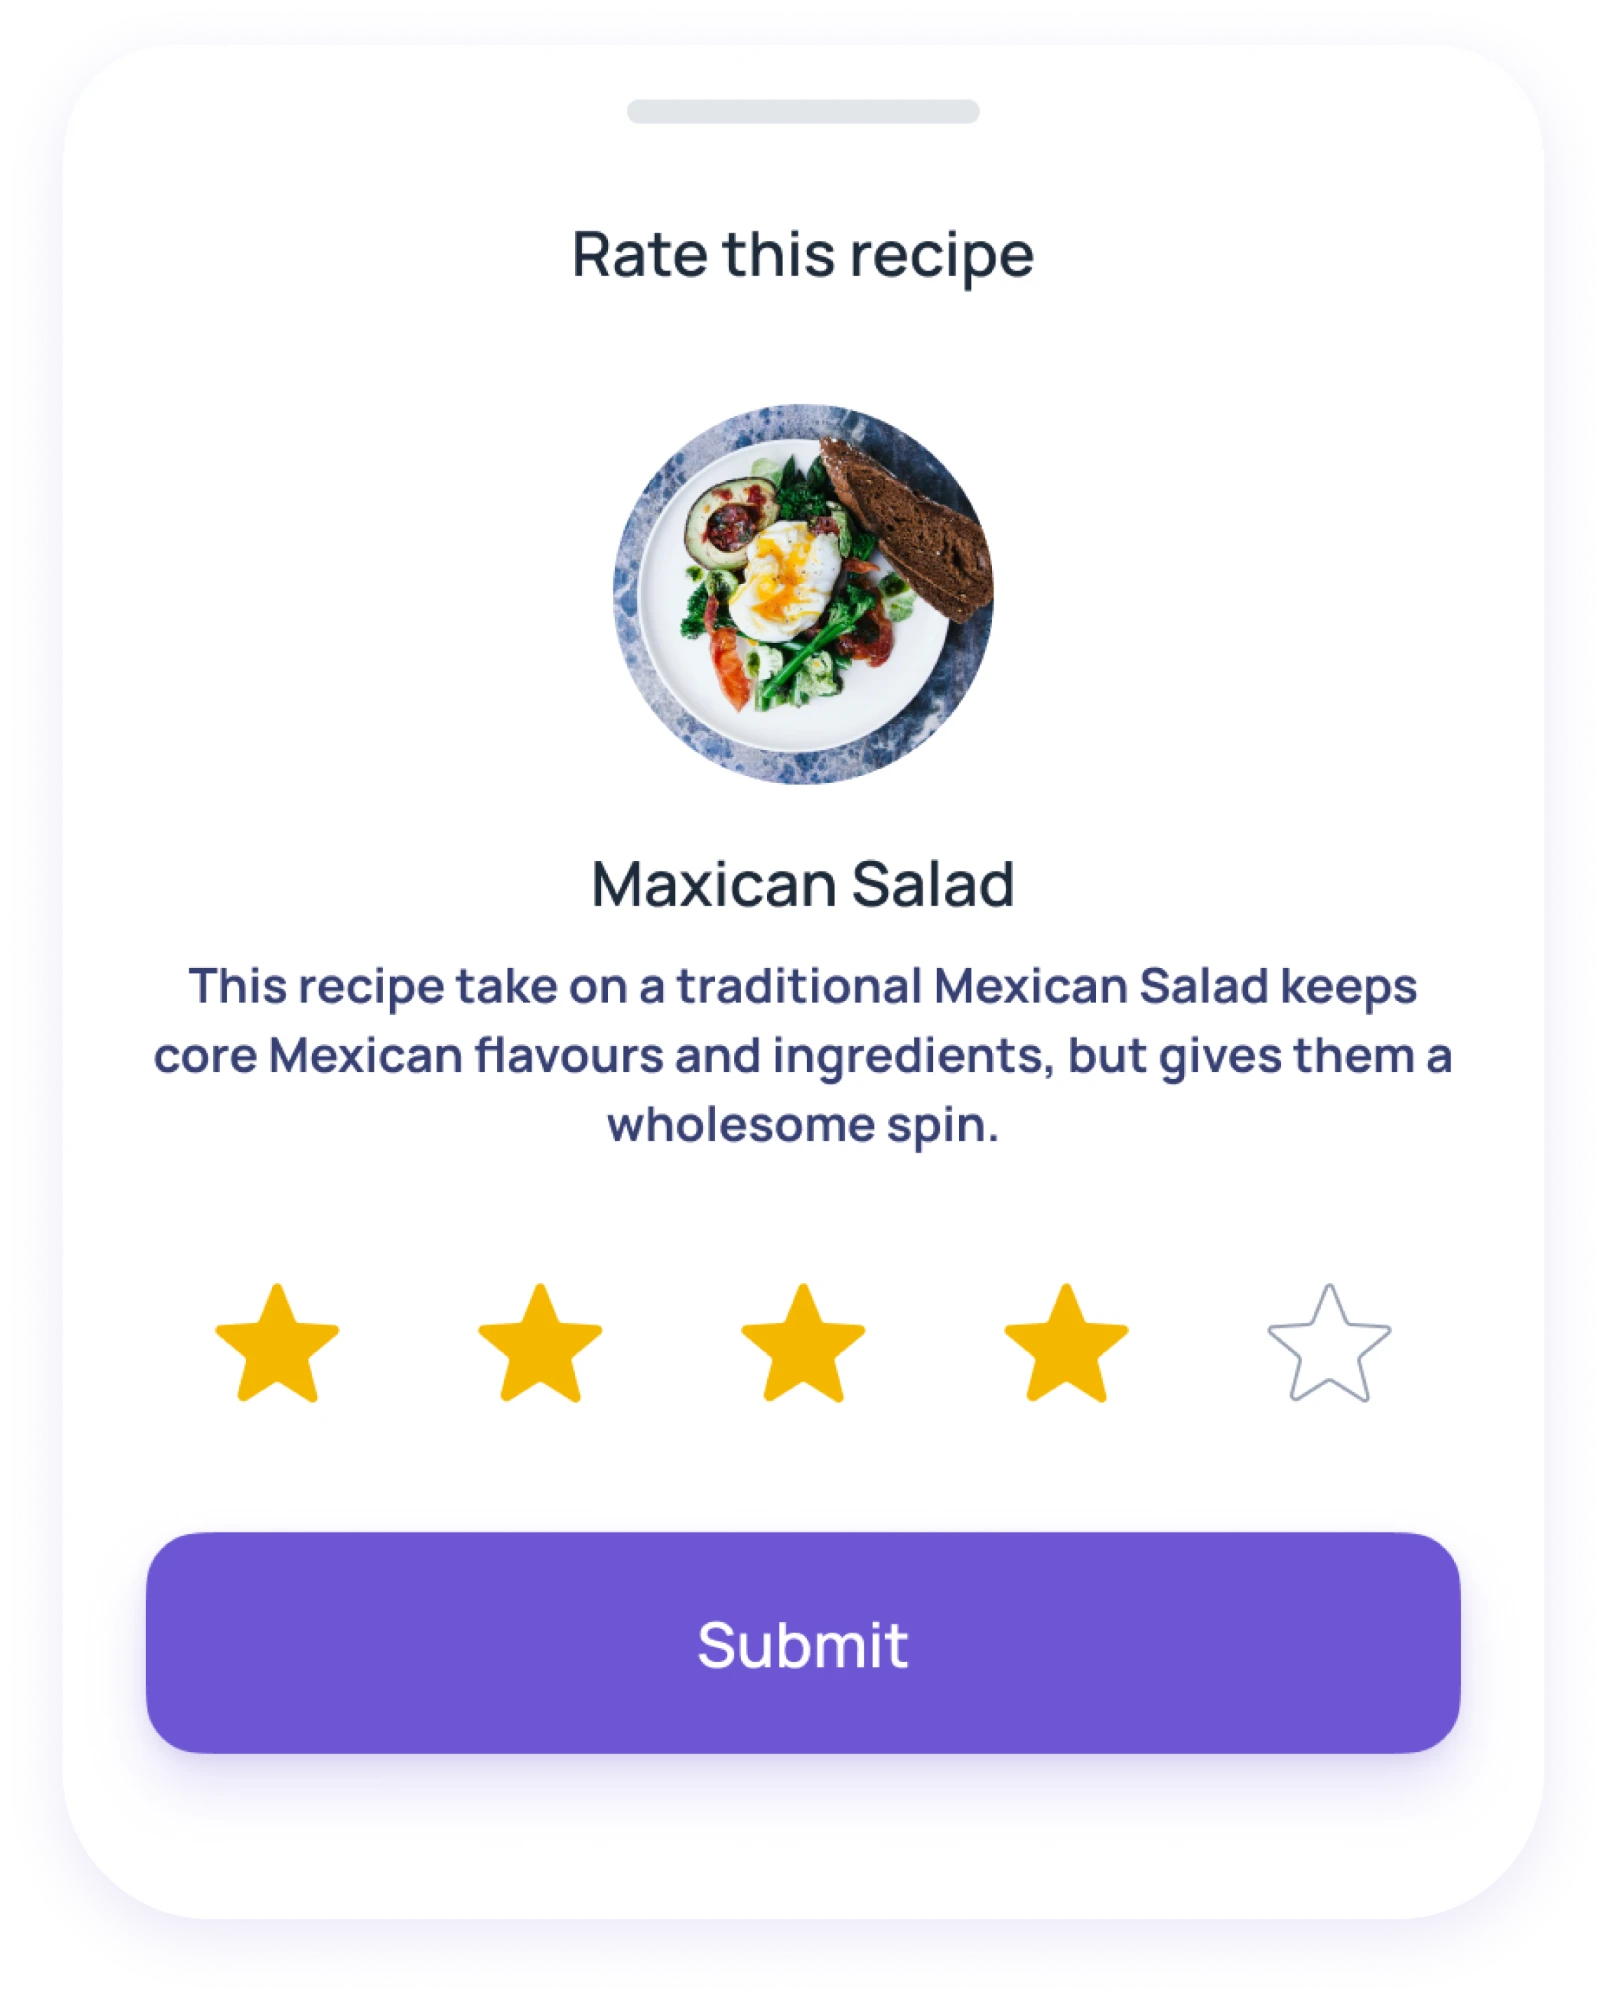 Rate this recipe
Maxican Salad
This recipe take on a traditional Mexican Salad keeps
core Mexican flavours and ingredients, but gives them a
wholesome spin.
Submit